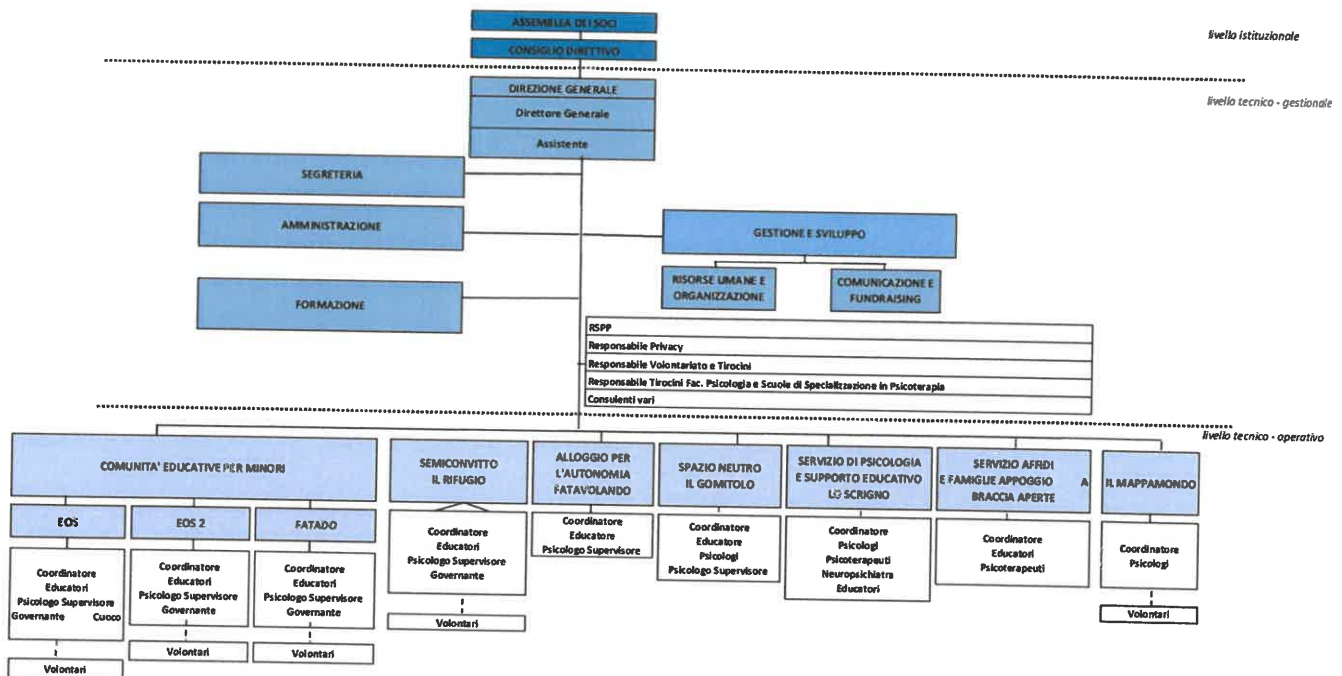 ASSEMBLEA DEI SOCI
livello istituzionale
CONSIGLIO DIRETTIVO
DIREZIONE GENERALE
livello tecnico - gestionale
Direttore Generale
Assistente
SEGRETERIA
AMMINISTRAZIONE
GESTIONE E SVILUPPO
RISORSE UMANE E
ORGANIZZAZIONE
COMUNICAZIONE E
FUNDRAISING
FORMAZIONE
RSPP
Responsabile Privacy
Responsabile Volontariato e Tirocini
Responsabile Tirocini Fac. Psicologia e Scuole di Specializzazione in Psicoterapia
Consulenti vari
livello tecnico - operativo
COMUNITA' EDUCATIVE PER MINORI
EOS
Coordinatore
Educatori
Psicologo Supervisore
Governante Cuoco
Volontari
EOS 2
Coordinatore
Educatori
Psicologo Supervisore
Governante
Volontari
FATADO
Coordinatore
Educatori
Psicologo Supervisore
Governante
Volontari
SEMICONVITTO
IL RIFUGIO
Coordinatore
Educatori
Psicologo Supervisore
Governante
Volontari
ALLOGGIO PER
L'AUTONOMIA
FATAVOLANDO
Coordinatore
Educatore
Psicologo Supervisore
SPAZIO NEUTRO
IL GOMITOLO
Coordinatore
Educatore
Psicologi
Psicologo Supervisore
SERVIZIO DI PSICOLOGIA
E SUPPORTO EDUCATIVO
LO SCRIGNO
Coordinatore
Psicologi
Psicoterapeuti
Neuropsichiatra
Educatori
SERVIZIO AFFIDI
E FAMIGLIE APPOGGIO A
BRACCIA APERTE
Coordinatore
Educatori
Psicoterapeuti
IL MAPPAMONDO
Coordinatore
Psicologi
Volontari